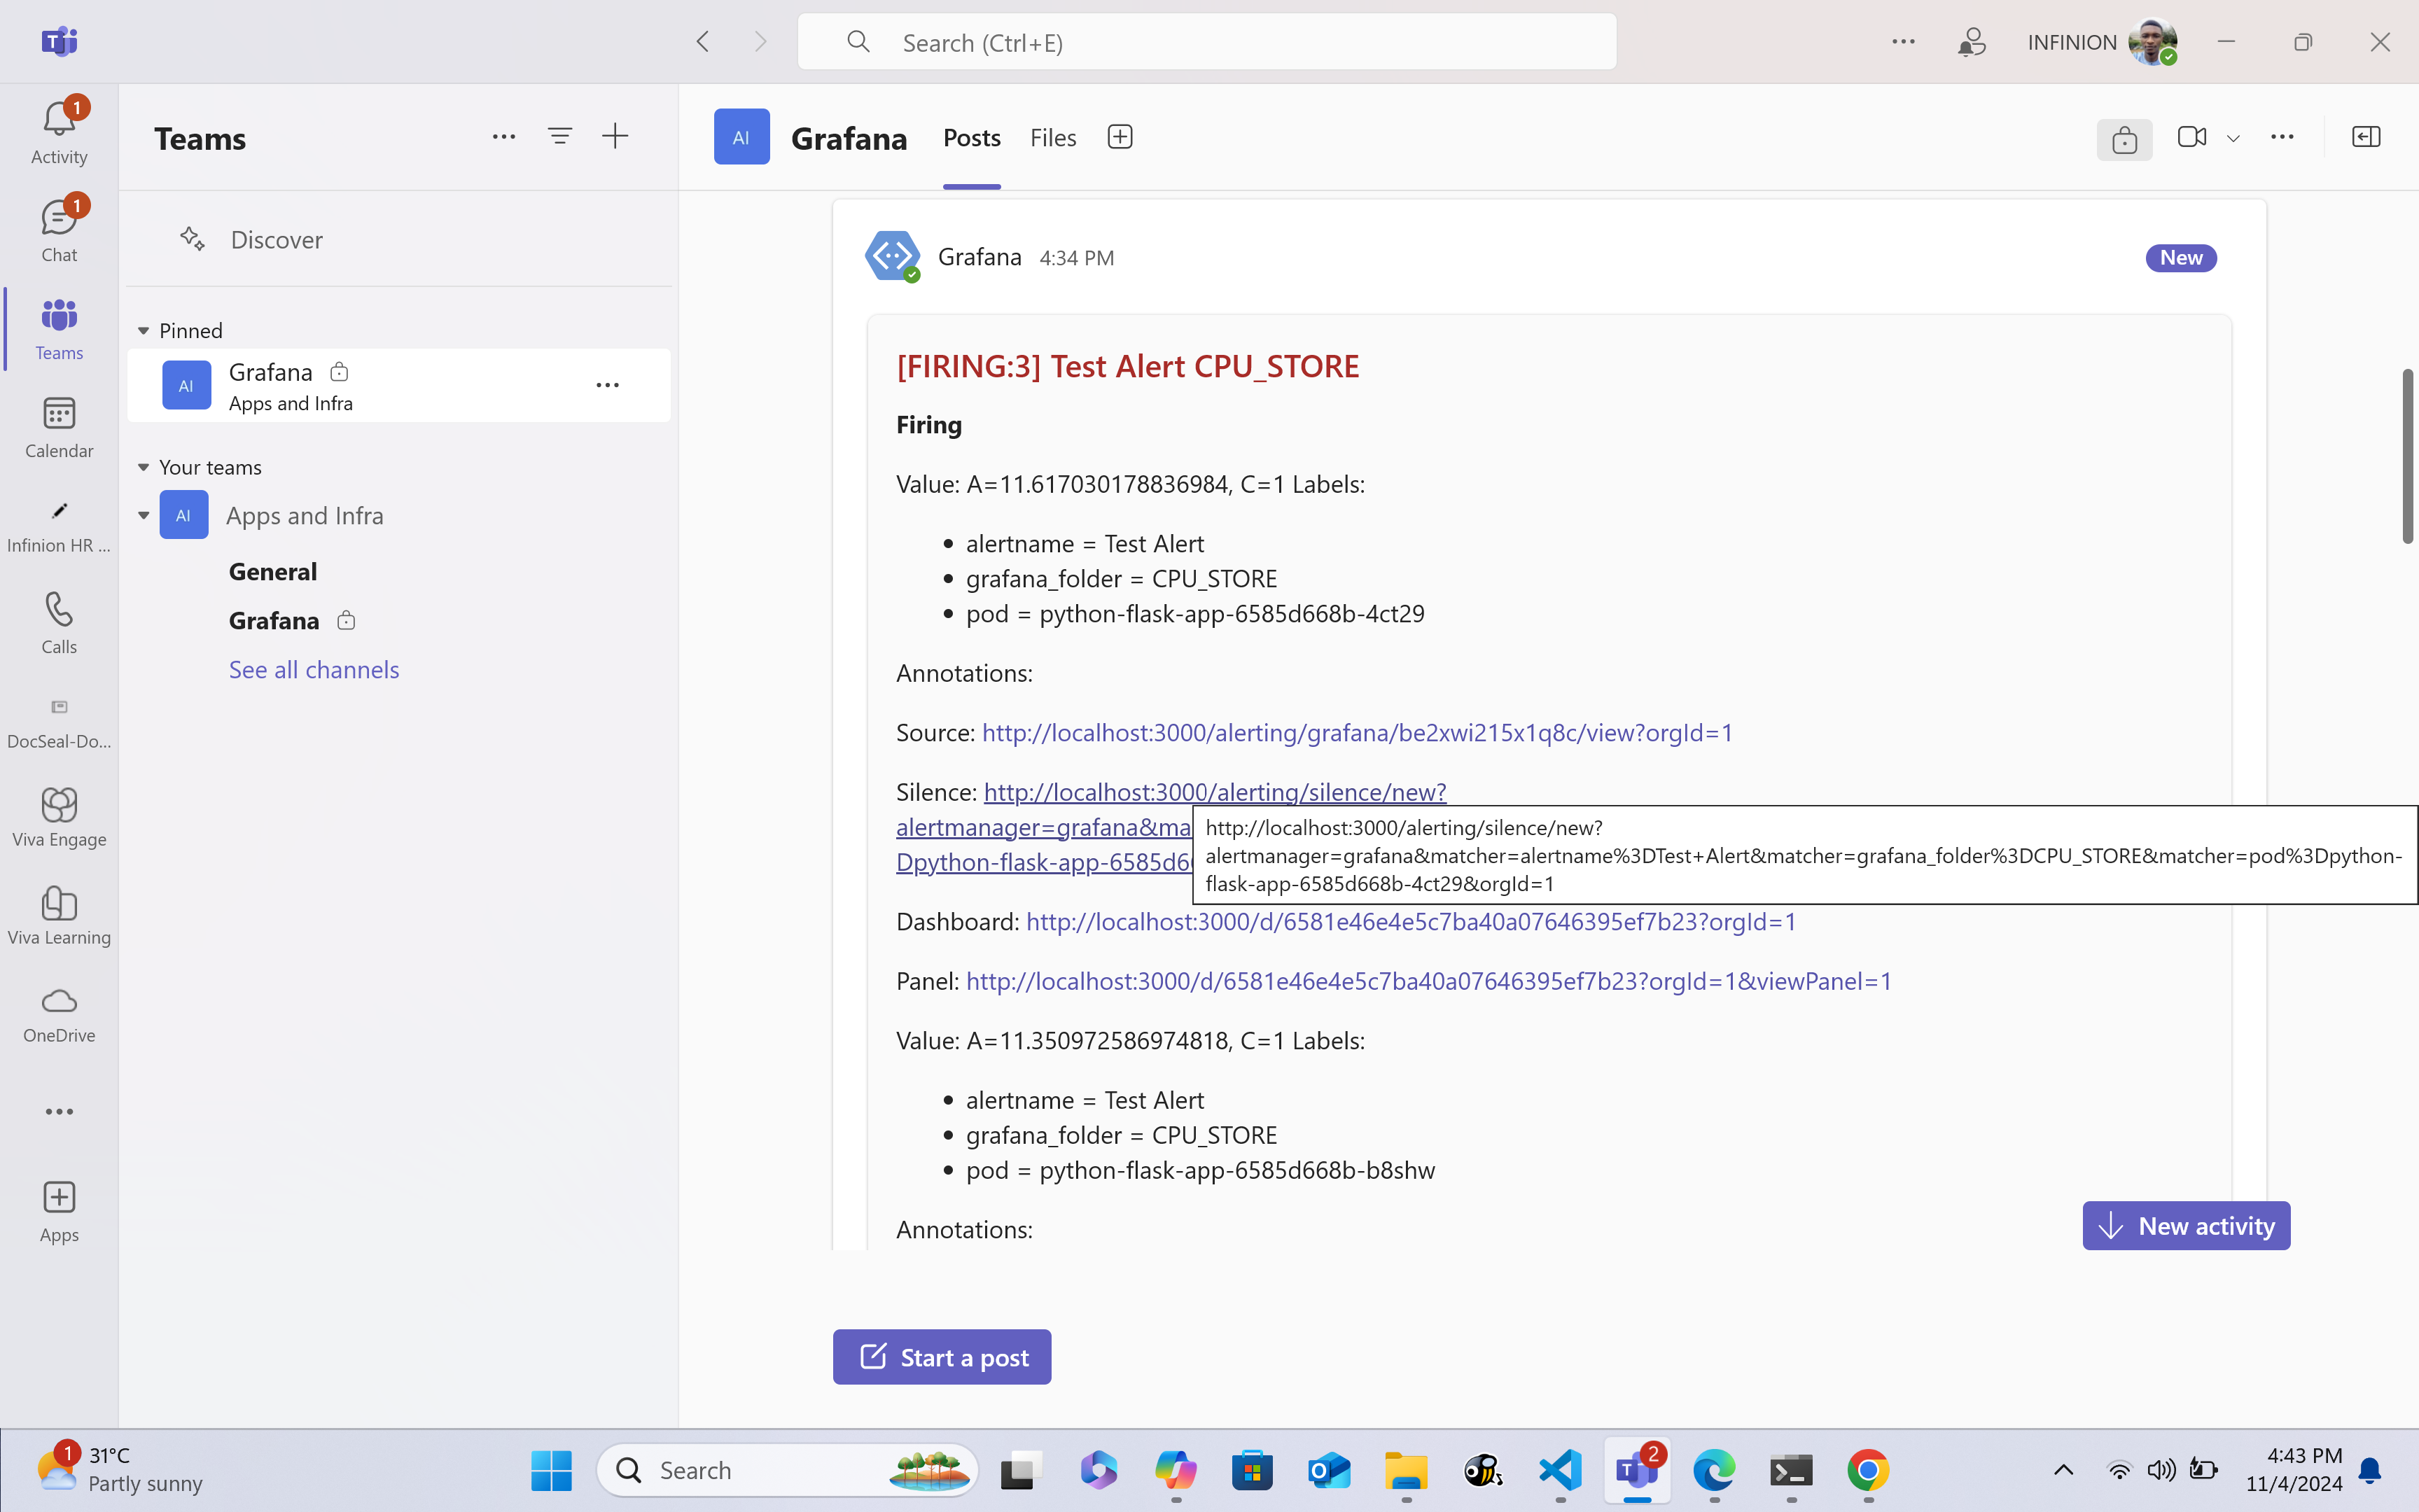 Search (Ctrl+E)
INFINION
1
Activity
1
Chat
Teams
Calendar
Infinion HR ...
Calls
DocSeal-Do...
Viva Engage
Viva Learning
OneDrive
Apps
Teams
Discover
Pinned
AI
Grafana
Apps and Infra
Your teams
AI
Apps and Infra
General
Grafana
See all channels
AI
Grafana
Posts
Files
Grafana 4:34 PM
New
[FIRING:3] Test Alert CPU_STORE
Firing
Value: A=11.617030178836984, C=1 Labels:
• alertname = Test Alert
• grafana_folder = CPU_STORE
• pod = python-flask-app-6585d668b-4ct29
Annotations:
Source: http://localhost:3000/alerting/grafana/be2xwi215x1q8c/view?orgId=1
Silence: http://localhost:3000/alerting/silence/new?
alertmanager=grafana&ma
Dpython-flask-app-6585d6
http://localhost:3000/alerting/silence/new?
alertmanager=grafana&matcher=alertname%3DTest+Alert&matcher=grafana_folder%3DCPU_STORE&matcher=pod%3Dpython-
flask-app-6585d668b-4ct29&orgId=1
Dashboard: http://localhost:3000/d/6581e46e4e5c7ba40a07646395ef7b23?orgId=1
Panel: http://localhost:3000/d/6581e46e4e5c7ba40a07646395ef7b23?orgId=1&viewPanel=1
Value: A=11.350972586974818, C=1 Labels:
• alertname = Test Alert
• grafana_folder = CPU_STORE
• pod = python-flask-app-6585d668b-b8shw
Annotations:
New activity
Start a post
1
31°C
Partly sunny
Search
2
4:43 PM
11/4/2024